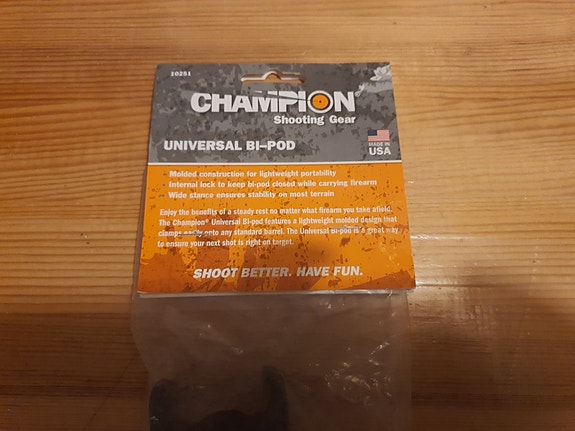 10251
CHAMPION®
Shooting Gear
UNIVERSAL BI-POD
MADE IN
USA
• Molded construction for lightweight portability
• Internal lock to keep bi-pod closed while carrying firearm
• Wide stance ensures stability on most terrain
Enjoy the benefits of a steady rest no matter what firearm you take afield.
The Champion® Universal Bi-pod features a lightweight molded design that
clamps easily onto any standard barrel. The Universal Bi-pod is a great way
to ensure your next shot is right on target.
SHOOT BETTER. HAVE FUN.